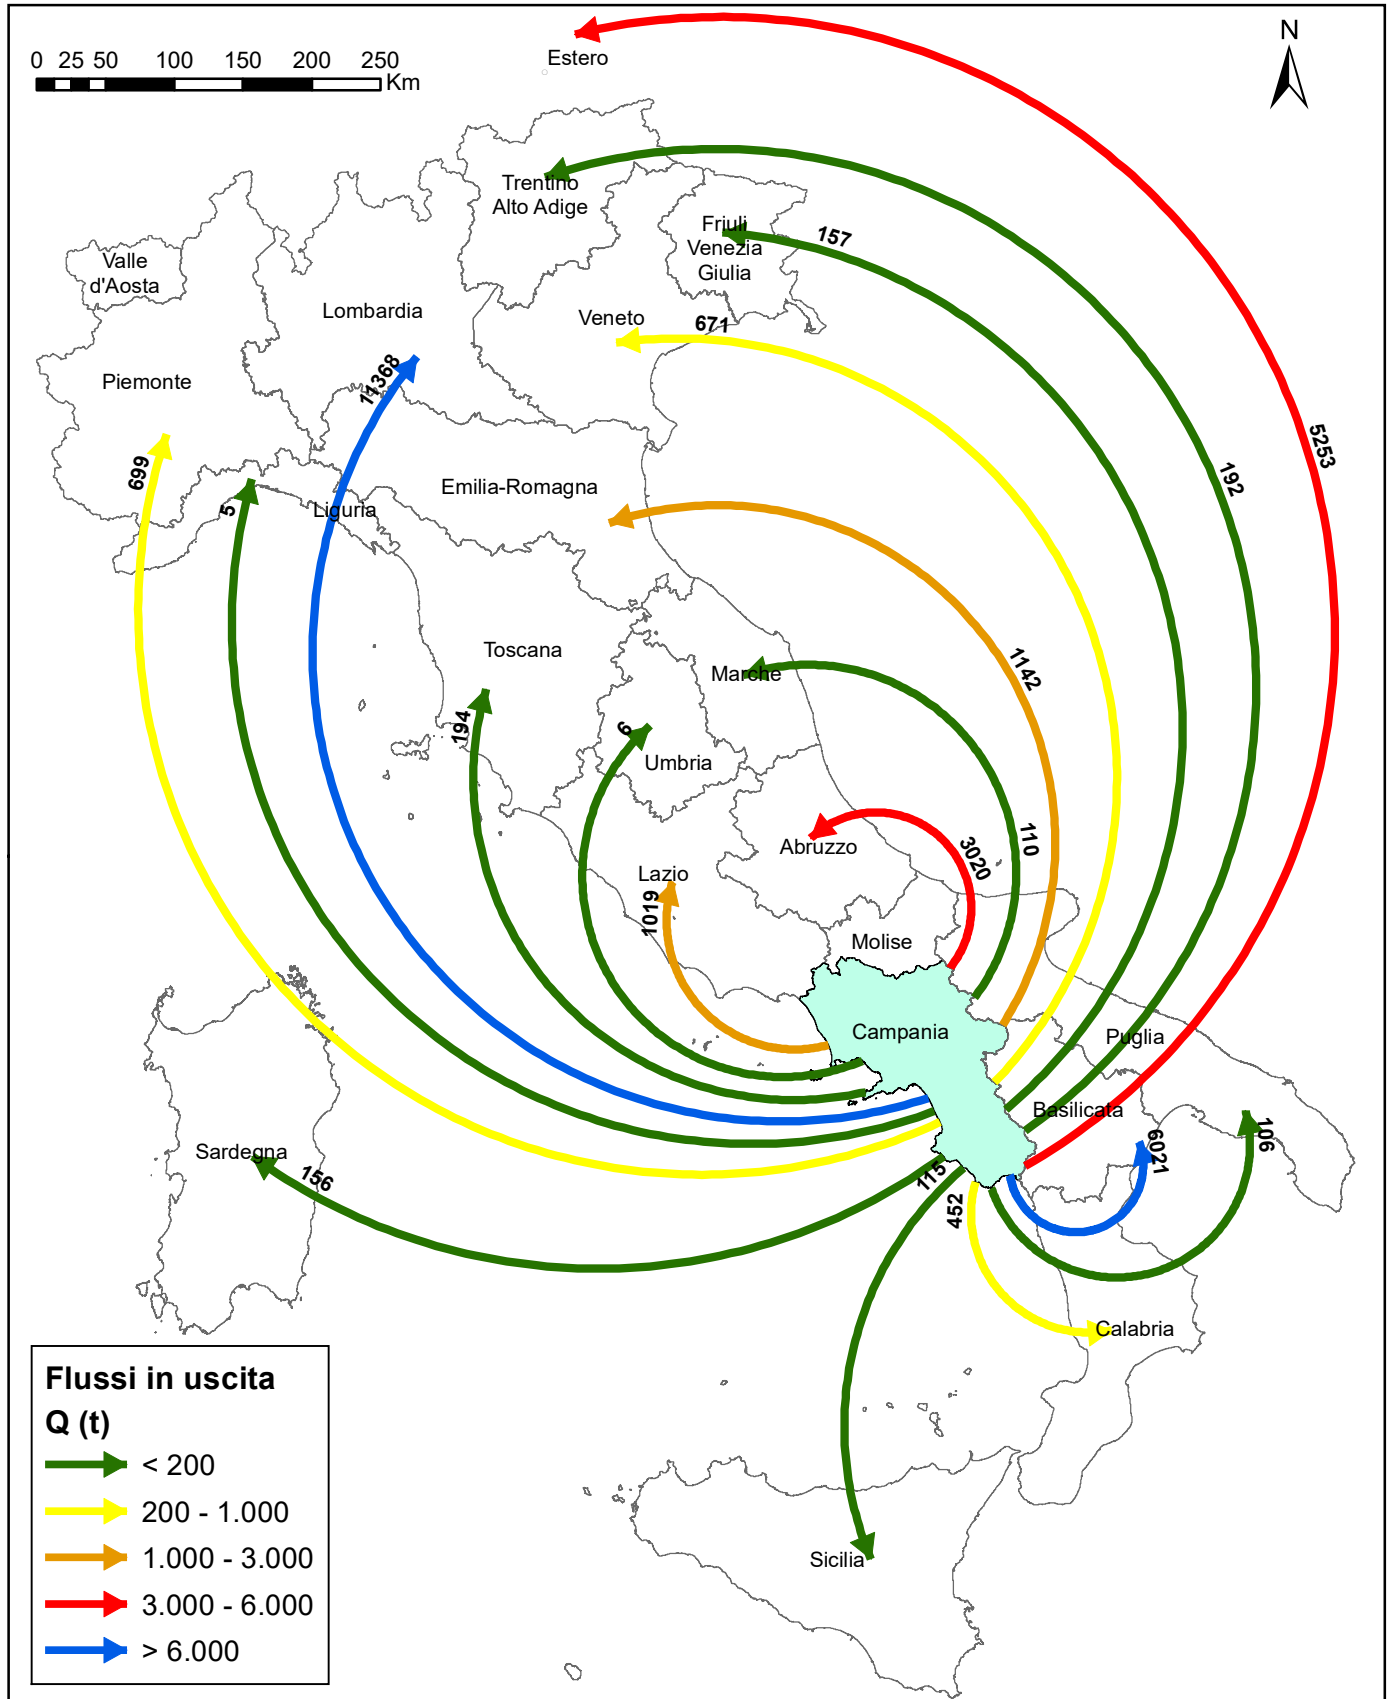 Estero
N
0 25 50 100 150 200 250
Km
Trentino
Alto Adige
Friuli
Venezia
Giulia
157
Valle
d'Aosta
Lombardia
Veneto
671
11368
Piemonte
699
5
Liguria
Emilia-Romagna
5253
192
Toscana
Marche
1142
194
6
Umbria
Abruzzo
3020
110
Lazio
1019
Molise
Campania
Puglia
Basilicata
Sardegna
156
115
452
6021
106
Calabria
Sicilia
Flussi in uscita
Q (t)
< 200
200 - 1.000
1.000 - 3.000
3.000 - 6.000
> 6.000